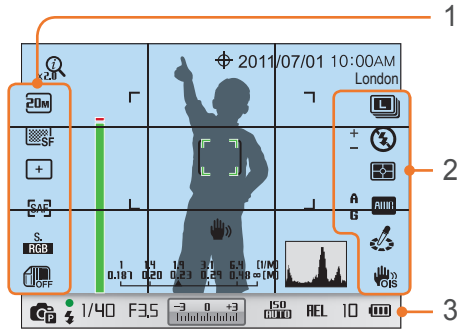 1
2011/07/01 10:00AM
x2.0
London
20M
L
SF
+
-
+
2
SAF
A
G
AWB
S.
RGB
1 1.4 1.9 3.1 6.4 [1/M]
0.187 0.20 0.23 0.29 0.48 ∞ [M]
OFF
OIS
P 1/40 F3.5 -3 0 +3 ISO AUTO AEL 10
3